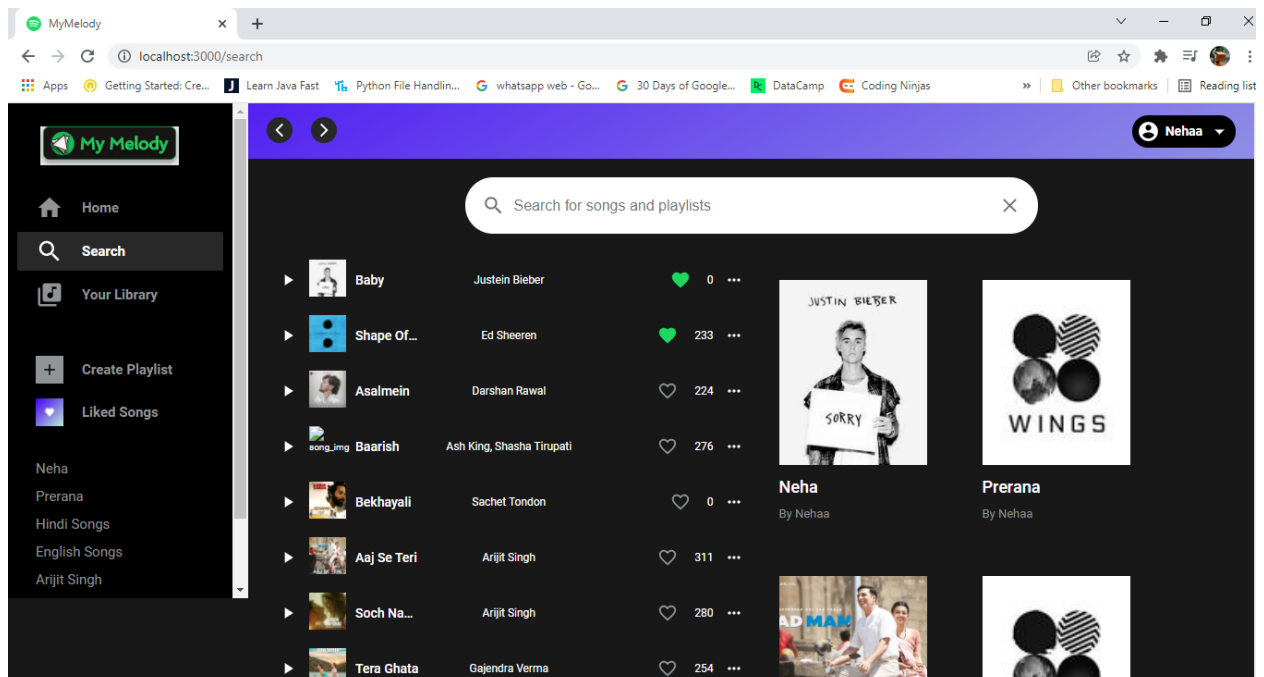 MyMelody
localhost:3000/search
Apps
Getting Started: Cre...
Learn Java Fast
Python File Handlin...
whatsapp web - Go...
30 Days of Google...
DataCamp
Coding Ninjas
»
Other bookmarks
Reading list
My Melody
Nehaa
Home
Search
Your Library
Create Playlist
Liked Songs
Neha
Prerana
Hindi Songs
English Songs
Arijit Singh
Search for songs and playlists
Baby Justein Bieber 0
Shape Of... Ed Sheeren 233
Asalmein Darshan Rawal 224
song_img Baarish Ash King, Shasha Tirupati 276
Bekhayali Sachet Tondon 0
Aaj Se Teri Arijit Singh 311
Soch Na... Arijit Singh 280
Tera Ghata Gajendra Verma 254
JUSTIN BIEBER
SORRY
Neha
By Nehaa
WINGS
Prerana
By Nehaa
AD MAN